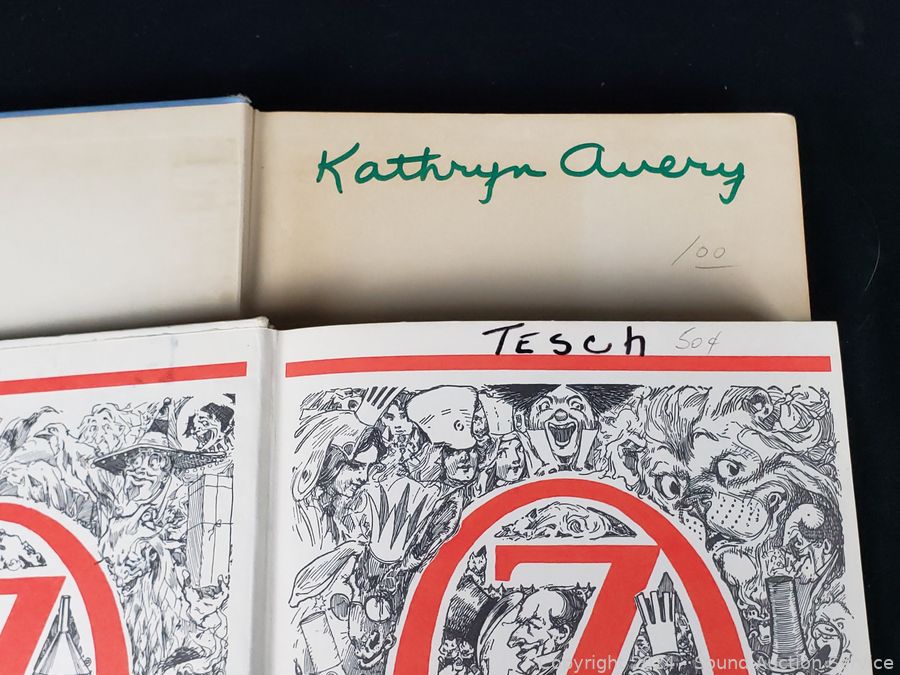 Kathryn Avery
1 00
TESCH 50¢
Z
Copyright 2024 - Sound Auction Service